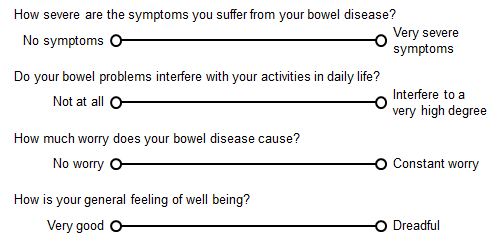 How severe are the symptoms you suffer from your bowel disease?
No symptoms
Very severe
symptoms
Do your bowel problems interfere with your activities in daily life?
Not at all
Interfere to a
very high degree
How much worry does your bowel disease cause?
No worry
Constant worry
How is your general feeling of well being?
Very good
Dreadful